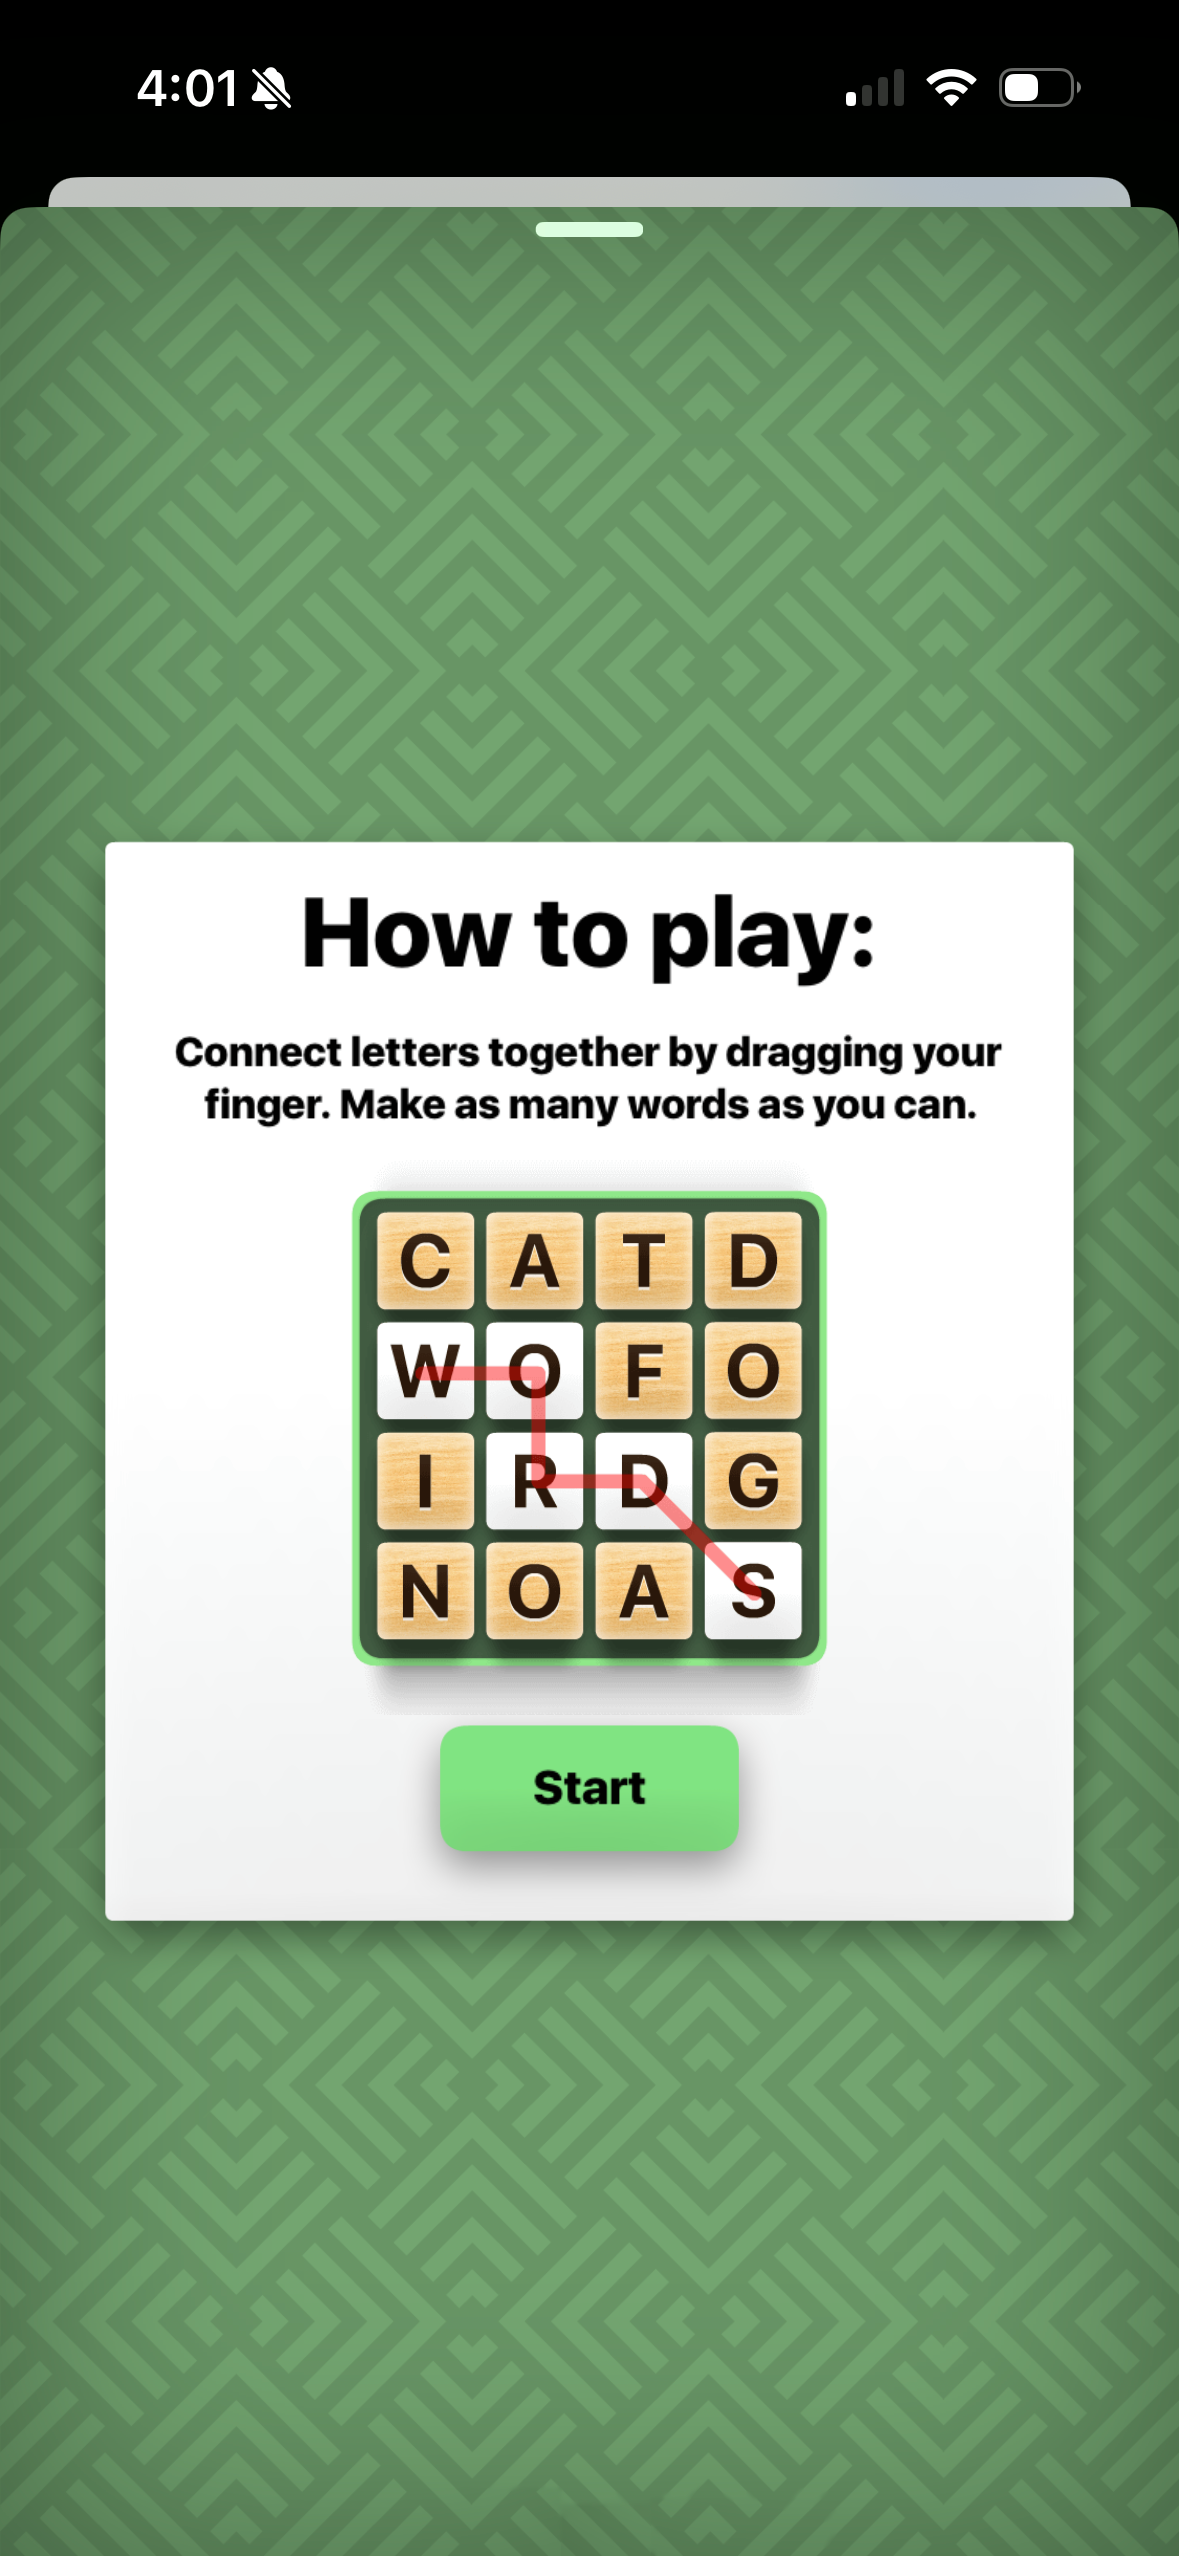 4:01
How to play:
Connect letters together by dragging your
finger. Make as many words as you can.
C A T D
W O F O
I R D G
N O A S
Start